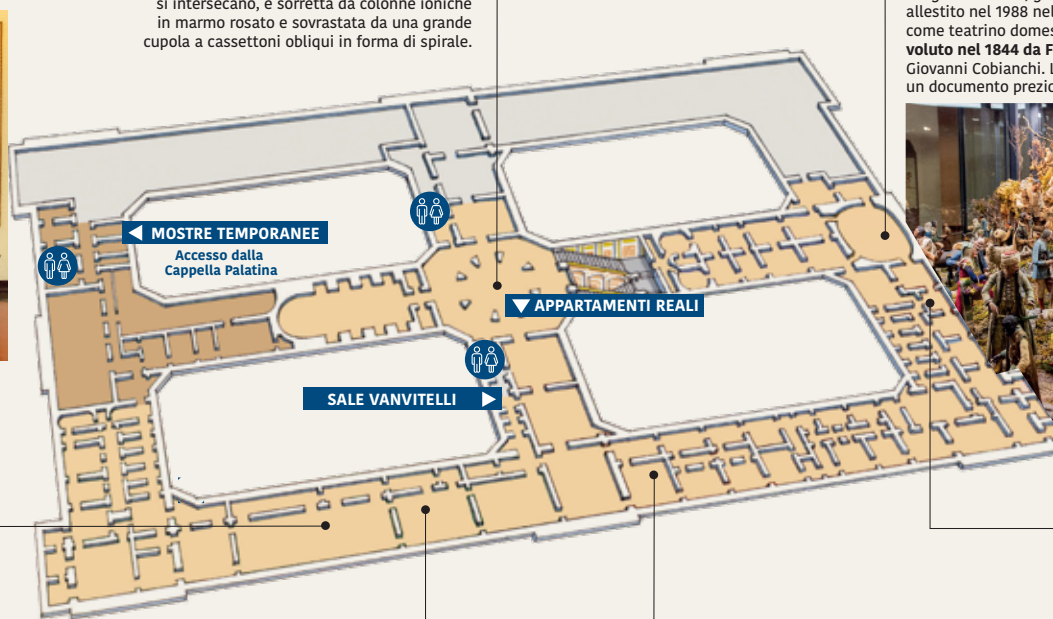 si intersecano, è sorretta da colonne ioniche
in marmo rosato e sovrastata da una grande
cupola a cassettoni obliqui in forma di spirale.
allestito nel 1988 nel
come teatrino domes
voluto nel 1844 da F
Giovanni Cobianchi. L
un documento prezio
MOSTRE TEMPORANEE
Accesso dalla
Cappella Palatina
APPARTAMENTI REALI
SALE VANVITELLI